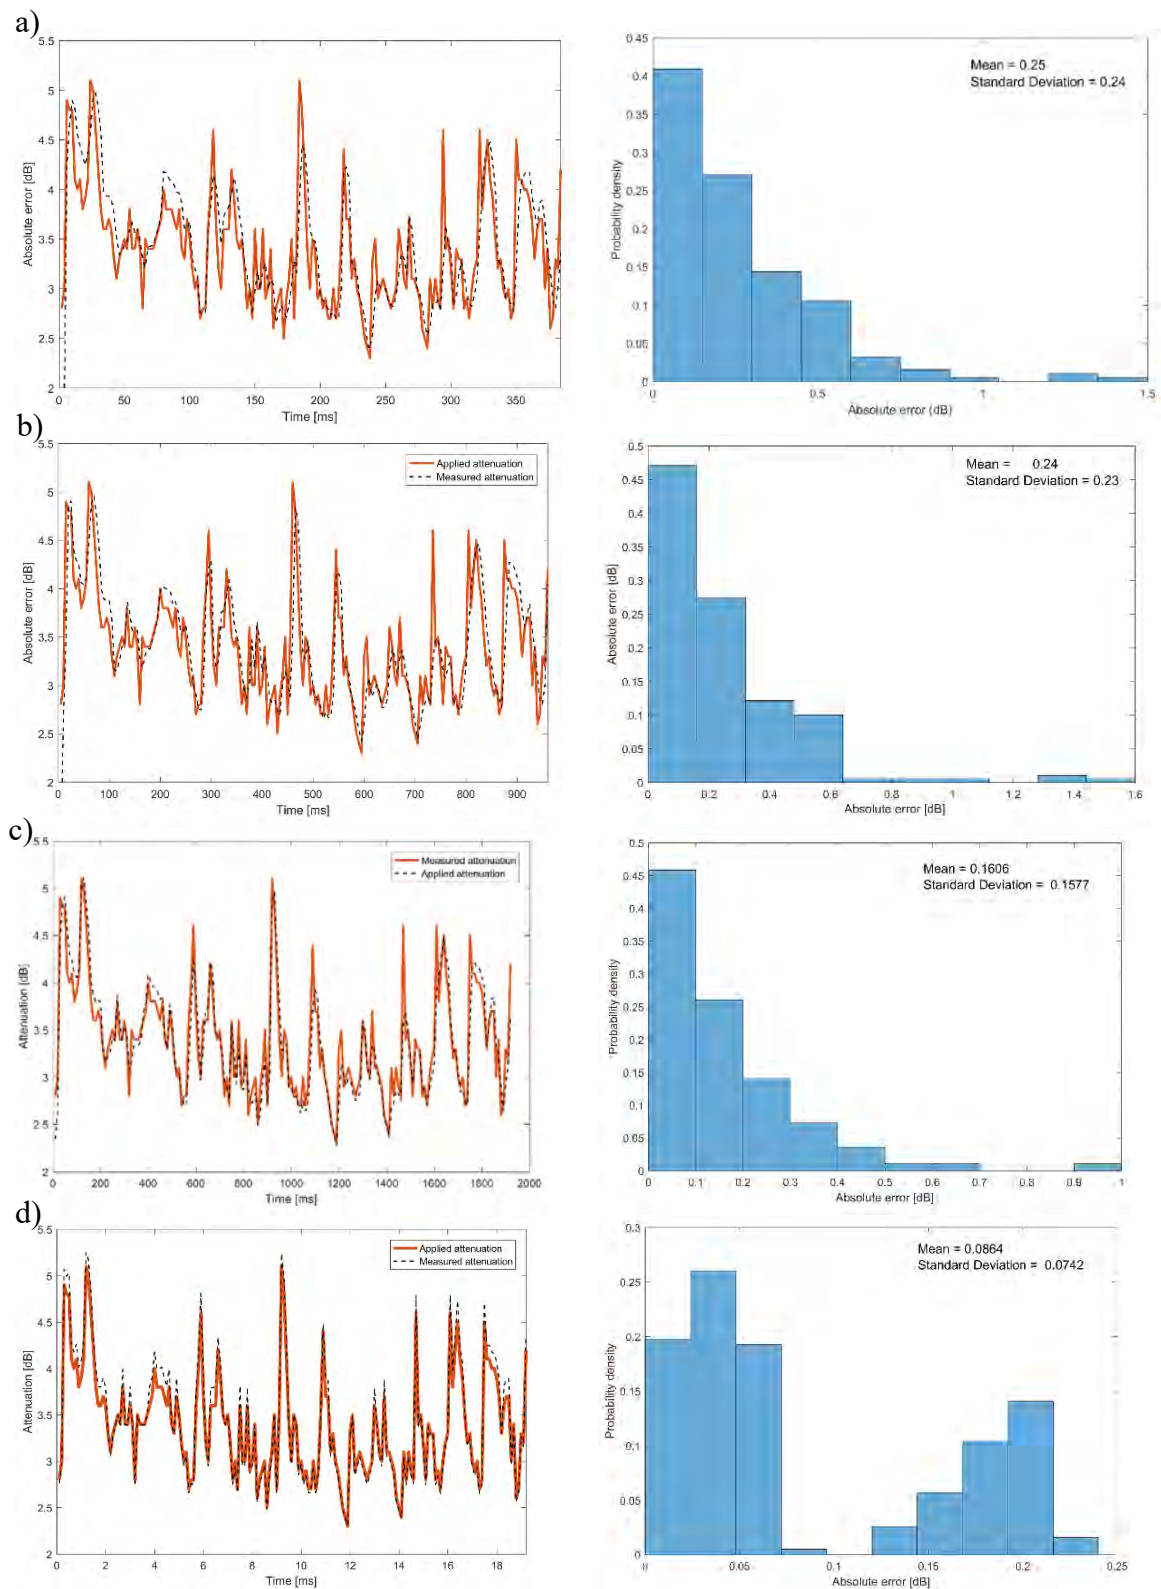 a)
5.5
5
4.5
4
3.5
3
2.5
2
Absolute error [dB]
0 50 100 150 200 250 300 350
Time [ms]
0.45
0.4
0.35
0.3
0.25
0.2
0.15
0.1
0.05
0
Probability density
Mean = 0.25
Standard Deviation = 0.24
0 0.5 1 1.5
Absolute error (dB)
b)
5.5
5
4.5
4
3.5
3
2.5
2
Absolute error [dB]
Applied attenuation
Measured attenuation
0 100 200 300 400 500 600 700 800 900
Time [ms]
0.5
0.45
0.4
0.35
0.3
0.25
0.2
0.15
0.1
0.05
0
Absolute error [dB]
Mean = 0.24
Standard Deviation = 0.23
0 0.2 0.4 0.6 0.8 1 1.2 1.4 1.6
Absolute error [dB]
c)
5.5
5
4.5
4
3.5
3
2.5
2
Attenuation [dB]
Measured attenuation
Applied attenuation
0 200 400 600 800 1000 1200 1400 1600 1800 2000
Time [ms]
0.5
0.45
0.4
0.35
0.3
0.25
0.2
0.15
0.1
0.05
0
Probability density
Mean = 0.1606
Standard Deviation = 0.1577
0 0.1 0.2 0.3 0.4 0.5 0.6 0.7 0.8 0.9 1
Absolute error [dB]
d)
5.5
5
4.5
4
3.5
3
2.5
2
Attenuation [dB]
Applied attenuation
Measured attenuation
0 2 4 6 8 10 12 14 16 18
Time [ms]
0.3
0.25
0.2
0.15
0.1
0.05
0
Probability density
Mean = 0.0864
Standard Deviation = 0.0742
0 0.05 0.1 0.15 0.2 0.25
Absolute error [dB]